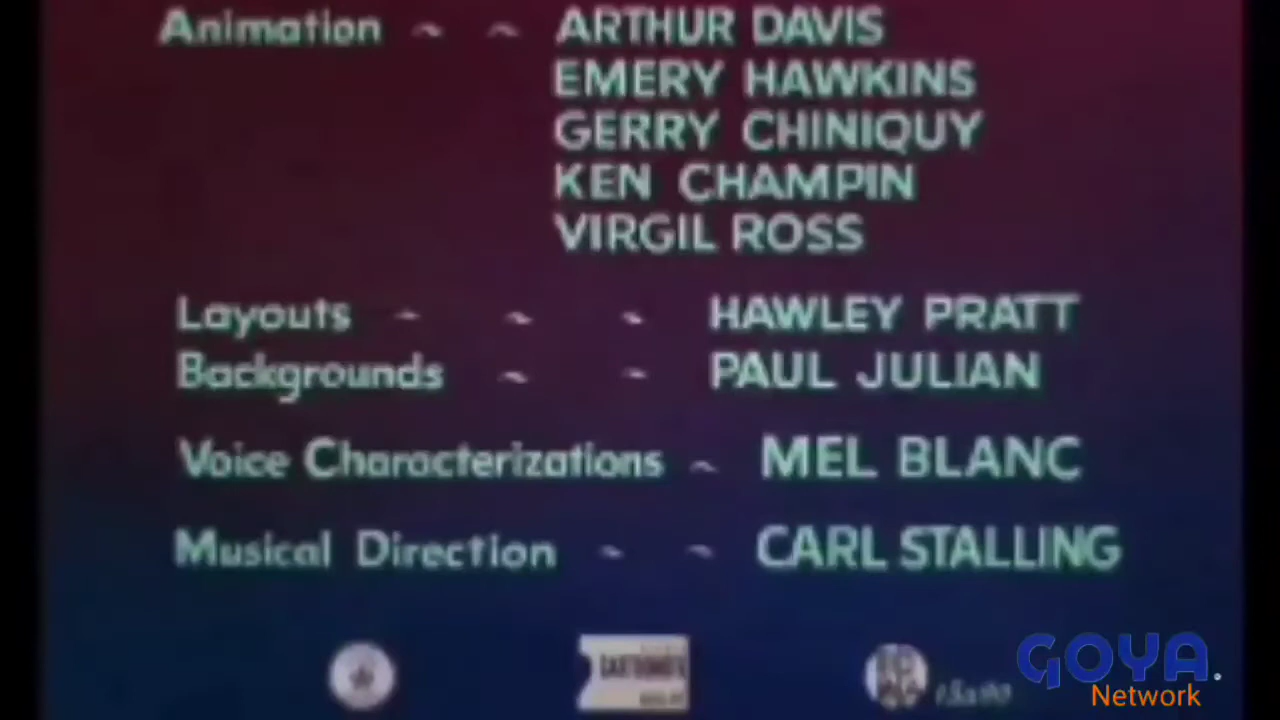 Animation ~ ~ ARTHUR DAVIS
EMERY HAWKINS
GERRY CHINIQUY
KEN CHAMPIN
VIRGIL ROSS
Layouts ~ ~ ~ HAWLEY PRATT
Backgrounds ~ ~ PAUL JULIAN
Voice Characterizations ~ MEL BLANC
Musical Direction ~ ~ CARL STALLING
GOYA.
Network